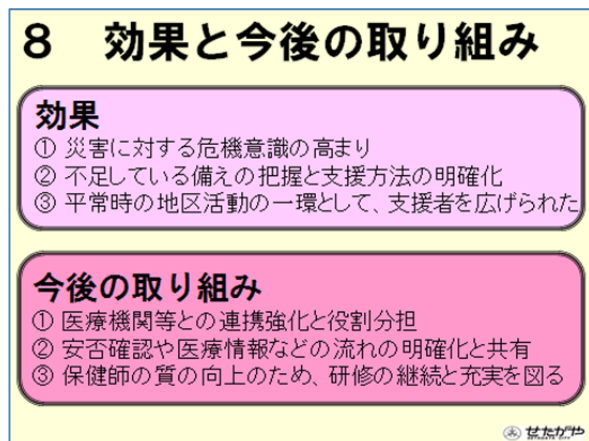 8 効果と今後の取り組み
効果
① 災害に対する危機意識の高まり
② 不足している備えの把握と支援方法の明確化
③ 平常時の地区活動の一環として、支援者を広げられた
今後の取り組み
① 医療機関等との連携強化と役割分担
② 安否確認や医療情報などの流れの明確化と共有
③ 保健師の質の向上のため、研修の継続と充実を図る
せたがや
SETAGAYA CITY